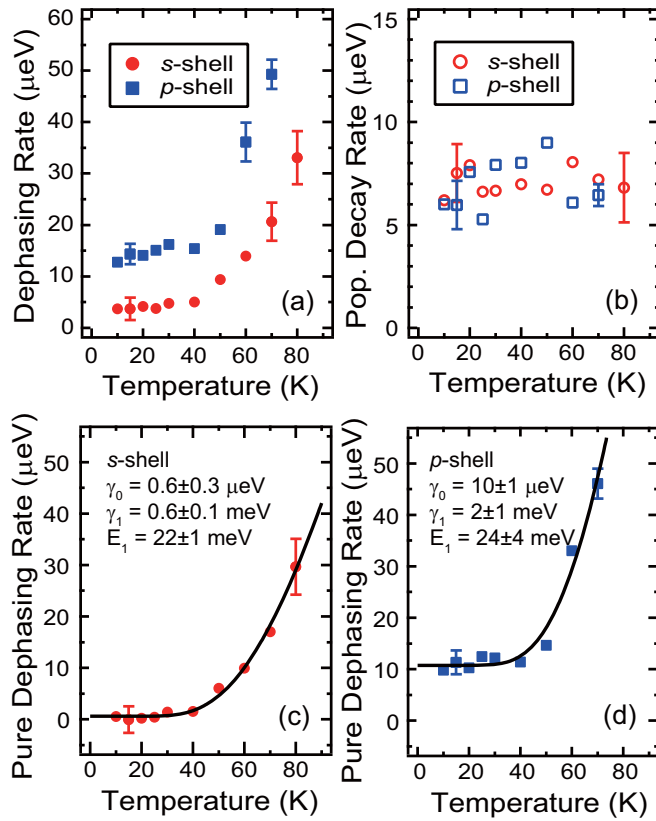 60
50
40
30
20
10
0
Dephasing Rate (μeV)
s-shell
p-shell
(a)
0 20 40 60 80
Temperature (K)
15
10
5
0
Pop. Decay Rate (μeV)
s-shell
p-shell
(b)
0 20 40 60 80
Temperature (K)
50
40
30
20
10
0
Pure Dephasing Rate (μeV)
s-shell
γ₀ = 0.6±0.3 μeV
γ₁ = 0.6±0.1 meV
E₁ = 22±1 meV
(c)
0 20 40 60 80
Temperature (K)
50
40
30
20
10
0
Pure Dephasing Rate (μeV)
p-shell
γ₀ = 10±1 μeV
γ₁ = 2±1 meV
E₁ = 24±4 meV
(d)
0 20 40 60 80
Temperature (K)